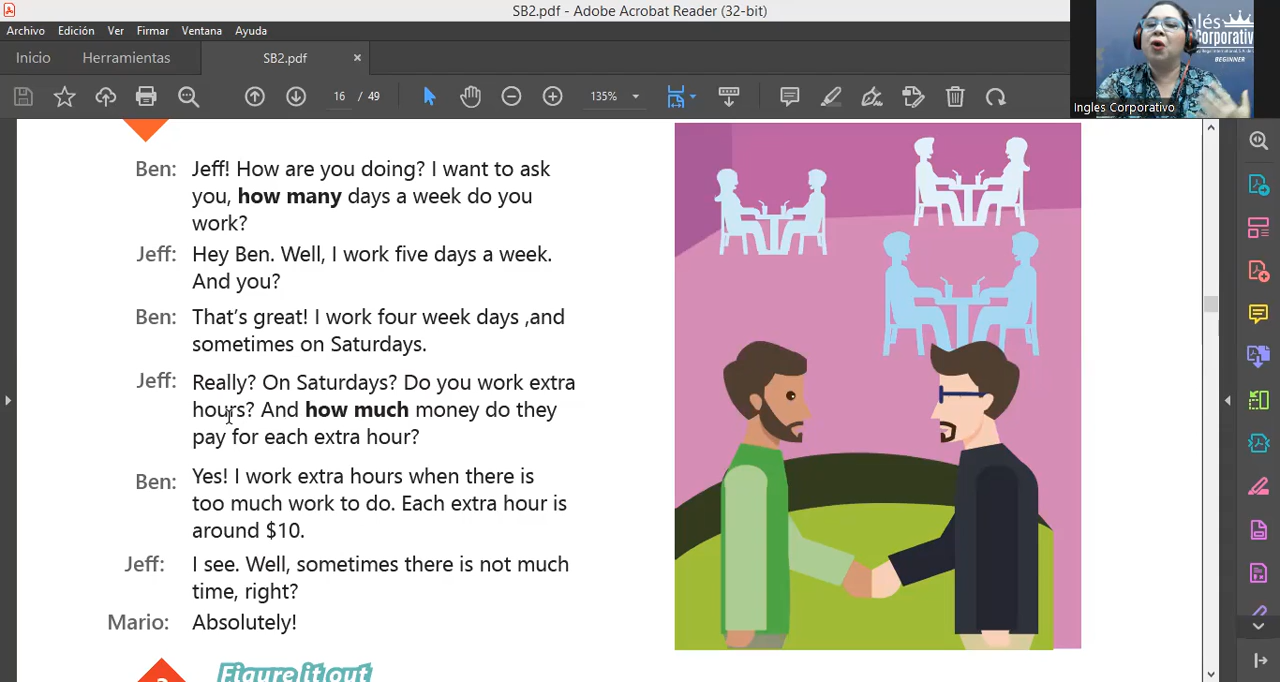 SB2.pdf - Adobe Acrobat Reader (32-bit)
Archivo Edición Ver Firmar Ventana Ayuda
Inicio Herramientas SB2.pdf ×
16 / 49 135%
Ingles Corporativo
BEGINNER
Ben: Jeff! How are you doing? I want to ask
you, how many days a week do you
work?
Jeff: Hey Ben. Well, I work five days a week.
And you?
Ben: That's great! I work four week days ,and
sometimes on Saturdays.
Jeff: Really? On Saturdays? Do you work extra
hours? And how much money do they
pay for each extra hour?
Ben: Yes! I work extra hours when there is
too much work to do. Each extra hour is
around $10.
Jeff: I see. Well, sometimes there is not much
time, right?
Mario: Absolutely!
Figure it out